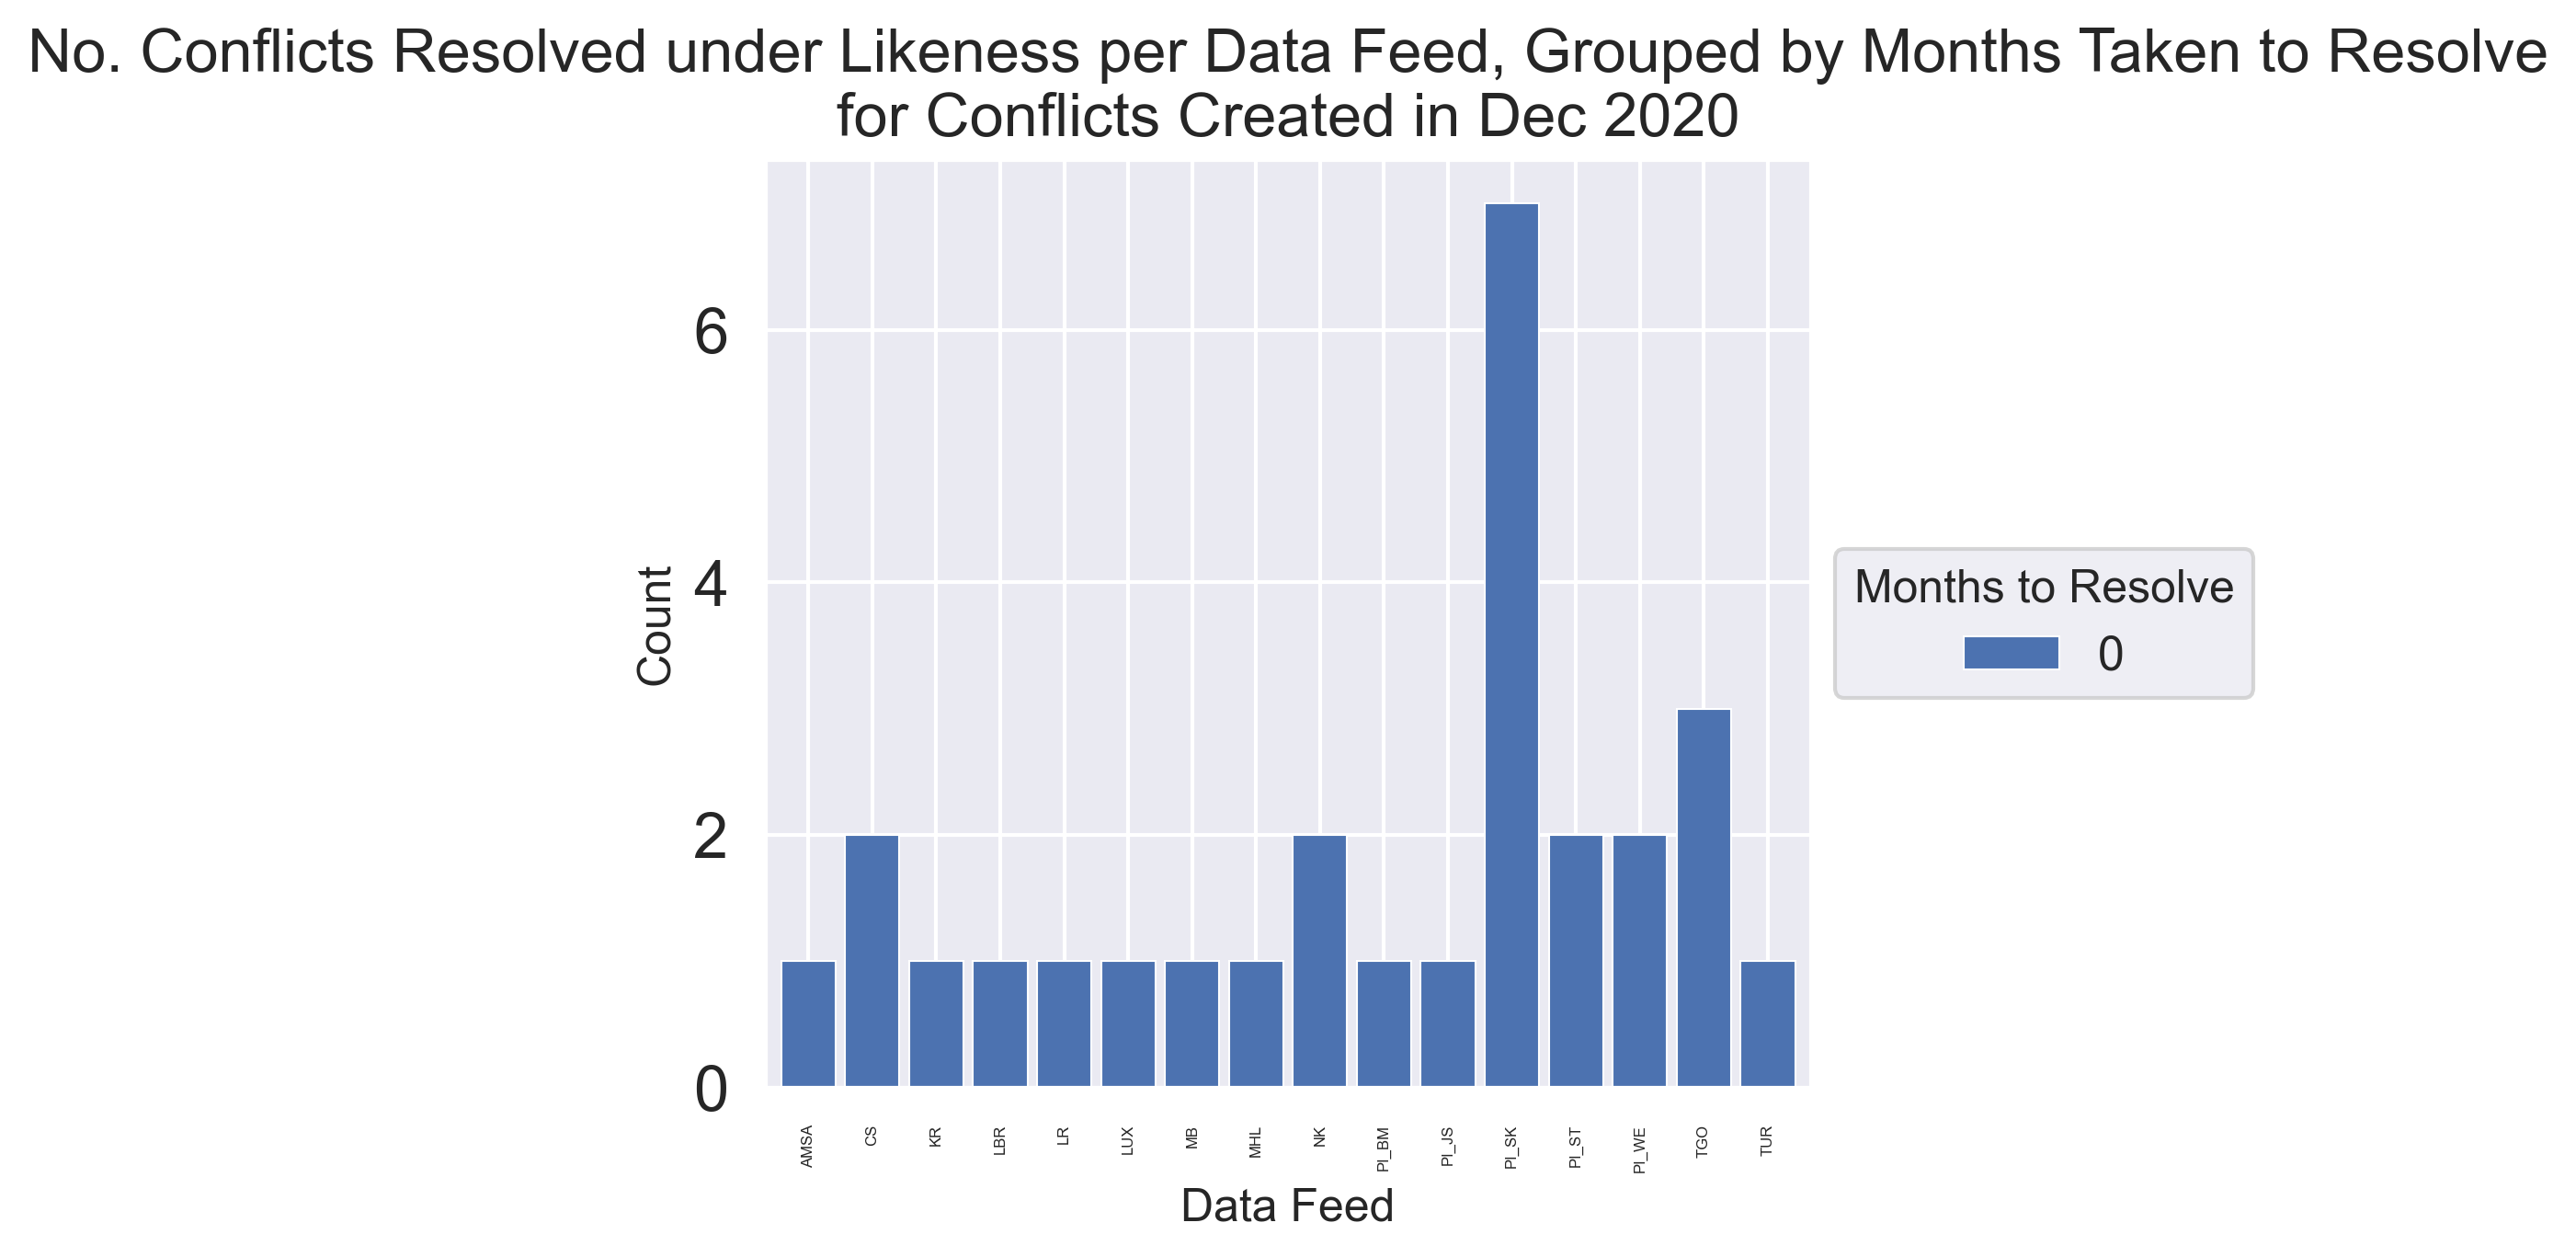 No. Conflicts Resolved under Likeness per Data Feed, Grouped by Months Taken to Resolve
for Conflicts Created in Dec 2020
6
4
2
0
Count
AMSA
CS
KR
LBR
LR
LUX
MB
MHL
NK
PI_BM
PI_JS
PI_SK
PI_ST
PI_WE
TGO
TUR
Data Feed
Months to Resolve
0